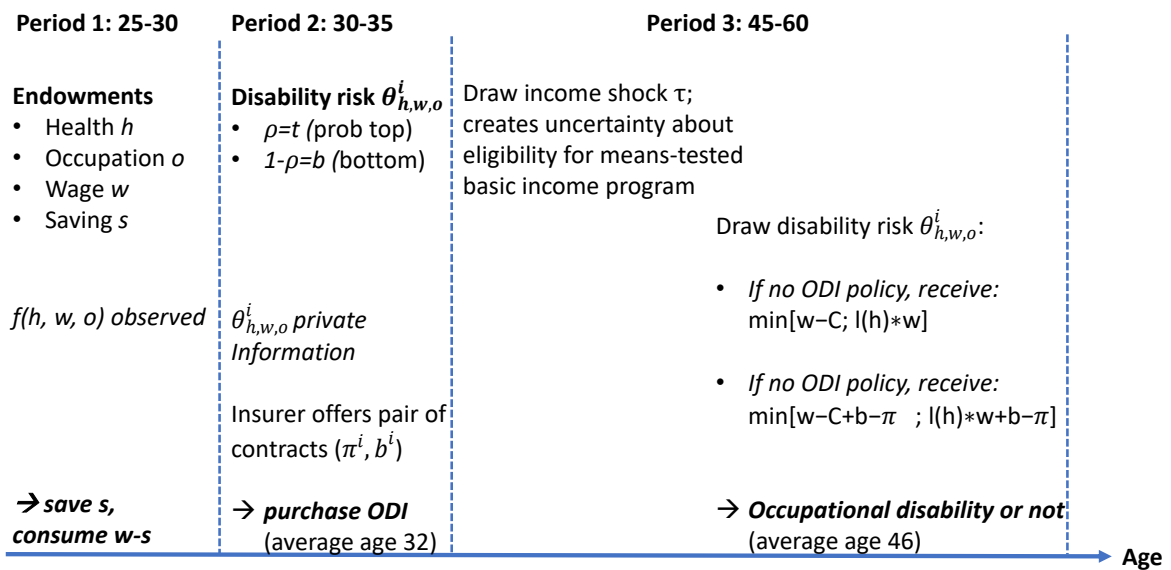 Period 1: 25-30
Endowments
• Health h
• Occupation o
• Wage w
• Saving s
f(h, w, o) observed
→ save s,
consume w-s
Period 2: 30-35
Disability risk θ^i_{h,w,o}
• ρ=t (prob top)
• 1-ρ=b (bottom)
θ^i_{h,w,o} private
Information
Insurer offers pair of
contracts (π^i, b^i)
→ purchase ODI
(average age 32)
Period 3: 45-60
Draw income shock τ;
creates uncertainty about
eligibility for means-tested
basic income program
Draw disability risk θ^i_{h,w,o}:
• If no ODI policy, receive:
min[w−C; l(h)∗w]
• If no ODI policy, receive:
min[w−C+b−π ; l(h)∗w+b−π]
→ Occupational disability or not
(average age 46)
Age